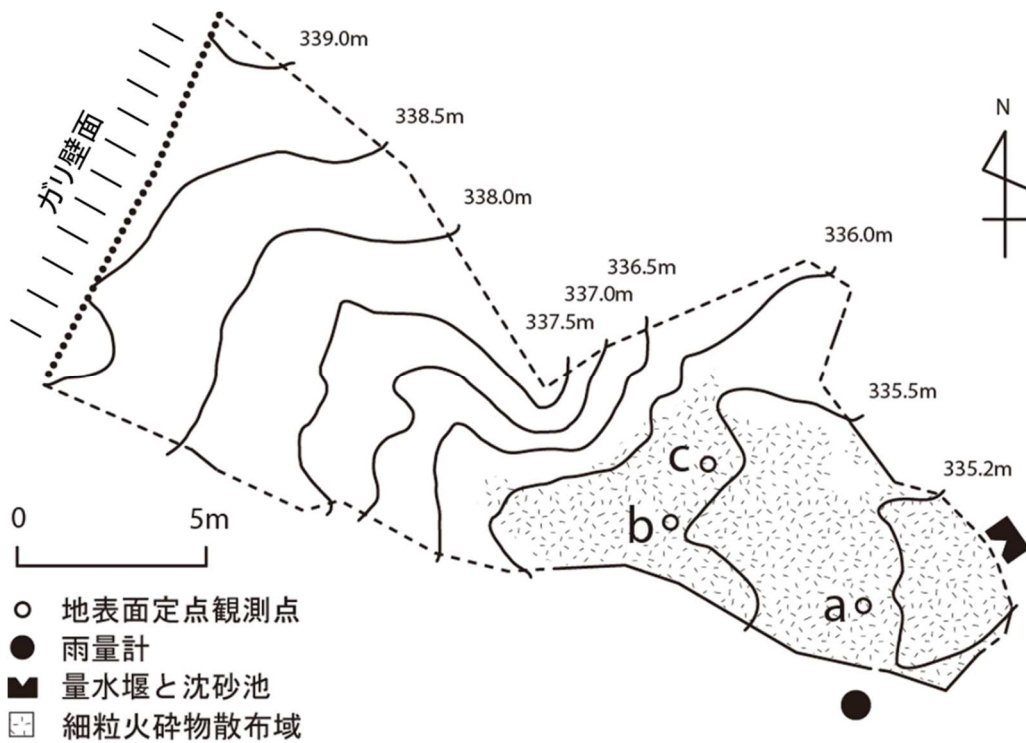 339.0m
338.5m
ガリ壁面
338.0m
N
336.0m
336.5m
337.0m
337.5m
335.5m
c
335.2m
0 5m
b
a
地表面定点観測点
雨量計
量水堰と沈砂池
細粒火砕物散布域